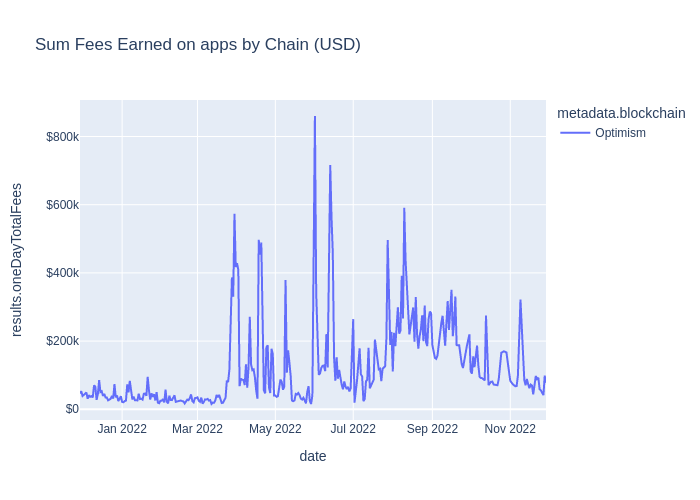 Sum Fees Earned on apps by Chain (USD)
metadata.blockchain
Optimism
$800k
$600k
$400k
$200k
$0
results.oneDayTotalFees
Jan 2022
Mar 2022
May 2022
Jul 2022
Sep 2022
Nov 2022
date